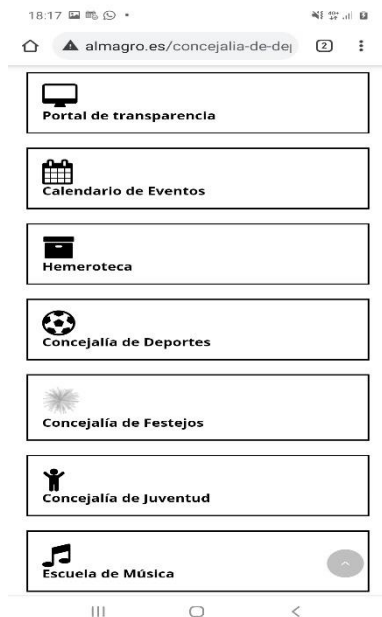 18:17
almagro.es/concejalia-de-dep
2
Portal de transparencia
Calendario de Eventos
Hemeroteca
Concejalía de Deportes
Concejalía de Festejos
Concejalía de Juventud
Escuela de Música